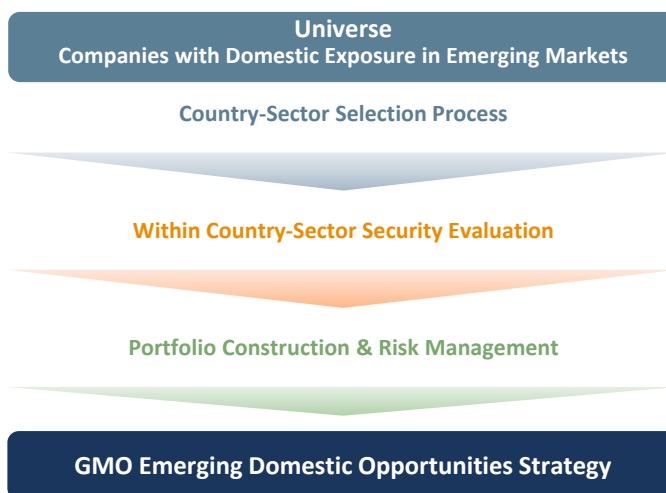 Universe
Companies with Domestic Exposure in Emerging Markets
Country-Sector Selection Process
Within Country-Sector Security Evaluation
Portfolio Construction & Risk Management
GMO Emerging Domestic Opportunities Strategy